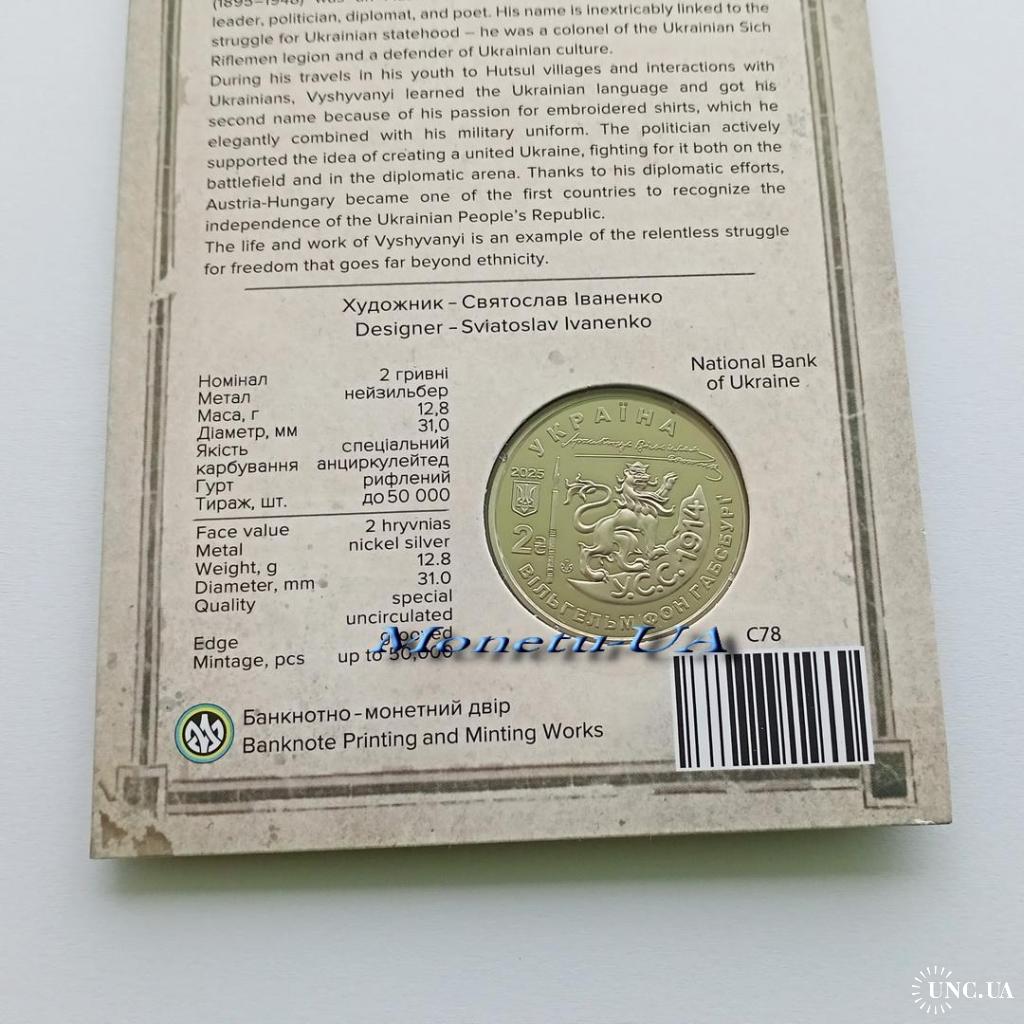 (1895–1948) was an
leader, politician, diplomat, and poet. His name is inextricably linked to the
struggle for Ukrainian statehood – he was a colonel of the Ukrainian Sich
Riflemen legion and a defender of Ukrainian culture.
During his travels in his youth to Hutsul villages and interactions with
Ukrainians, Vyshyvanyi learned the Ukrainian language and got his
second name because of his passion for embroidered shirts, which he
elegantly combined with his military uniform. The politician actively
supported the idea of creating a united Ukraine, fighting for it both on the
battlefield and in the diplomatic arena. Thanks to his diplomatic efforts,
Austria-Hungary became one of the first countries to recognize the
independence of the Ukrainian People's Republic.
The life and work of Vyshyvanyi is an example of the relentless struggle
for freedom that goes far beyond ethnicity.
Художник – Святослав Іваненко
Designer – Sviatoslav Ivanenko
Номінал 2 гривні
Метал нейзильбер
Маса, г 12,8
Діаметр, мм 31,0
Якість спеціальний
карбування анциркулейтед
Гурт рифлений
Тираж, шт. до 50 000
Face value 2 hryvnias
Metal nickel silver
Weight, g 12.8
Diameter, mm 31.0
Quality special
uncirculated
Edge grooved
Mintage, pcs up to 50,000
National Bank
of Ukraine
УКРАЇНА
2025
2
У.С.С. 1914
ВІЛЬГЕЛЬМ ФОН ГАБСБУРГ
Monetu-UA
C78
Банкнотно-монетний двір
Banknote Printing and Minting Works
UNC.UA